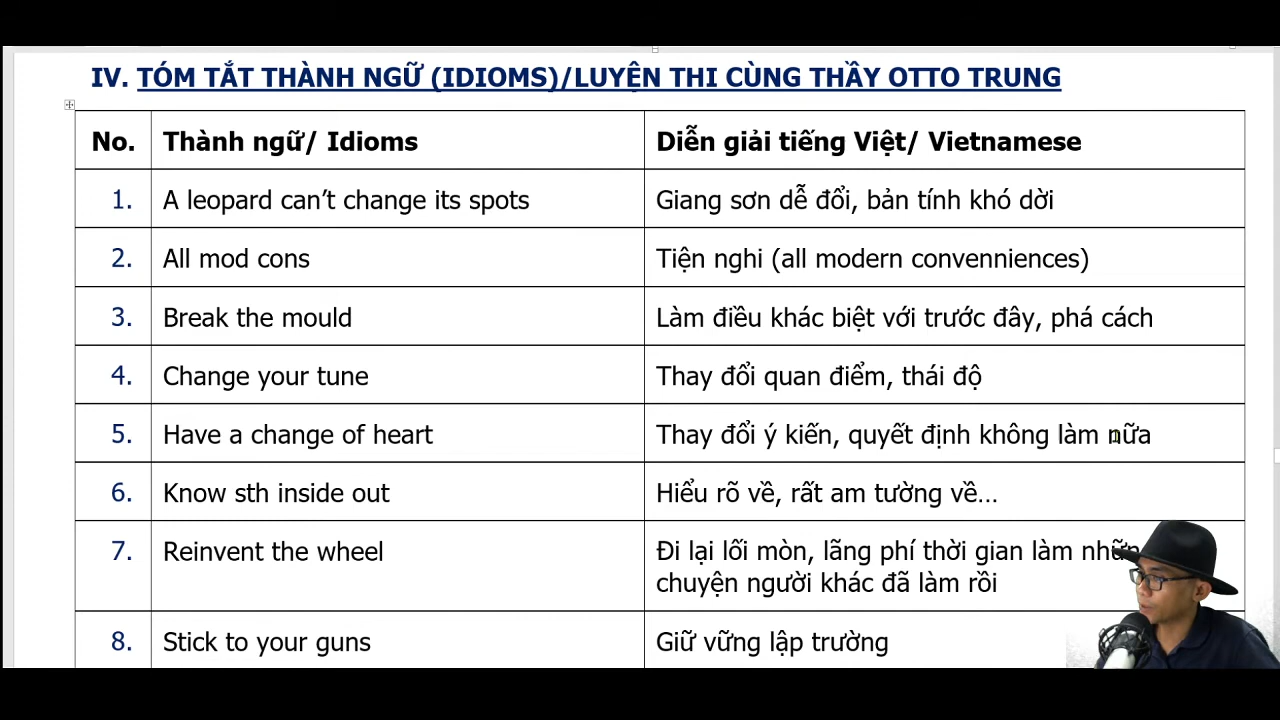 IV. TÓM TẮT THÀNH NGỮ (IDIOMS)/LUYỆN THI CÙNG THẦY OTTO TRUNG
No. Thành ngữ/ Idioms Diễn giải tiếng Việt/ Vietnamese
1. A leopard can’t change its spots Giang sơn dễ đổi, bản tính khó dời
2. All mod cons Tiện nghi (all modern convenniences)
3. Break the mould Làm điều khác biệt với trước đây, phá cách
4. Change your tune Thay đổi quan điểm, thái độ
5. Have a change of heart Thay đổi ý kiến, quyết định không làm nữa
6. Know sth inside out Hiểu rõ về, rất am tường về…
7. Reinvent the wheel Đi lại lối mòn, lãng phí thời gian làm
chuyện người khác đã làm rồi
8. Stick to your guns Giữ vững lập trường